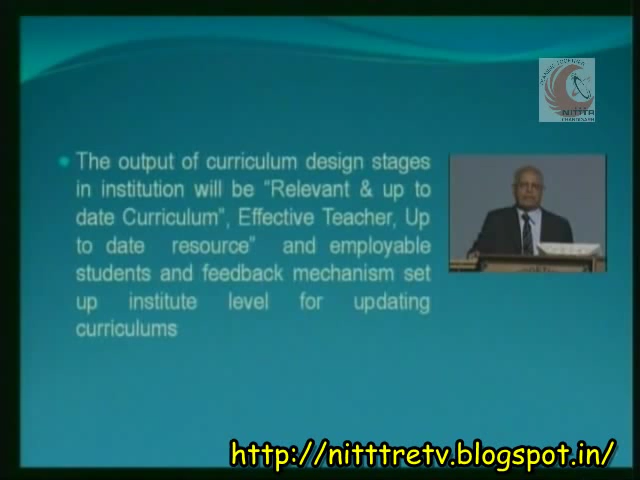 The output of curriculum design stages
in institution will be "Relevant & up to
date Curriculum", Effective Teacher, Up
to date resource" and employable
students and feedback mechanism set
up institute level for updating
curriculums
NITTTR
CHANDIGARH
http://nitttretv.blogspot.in/